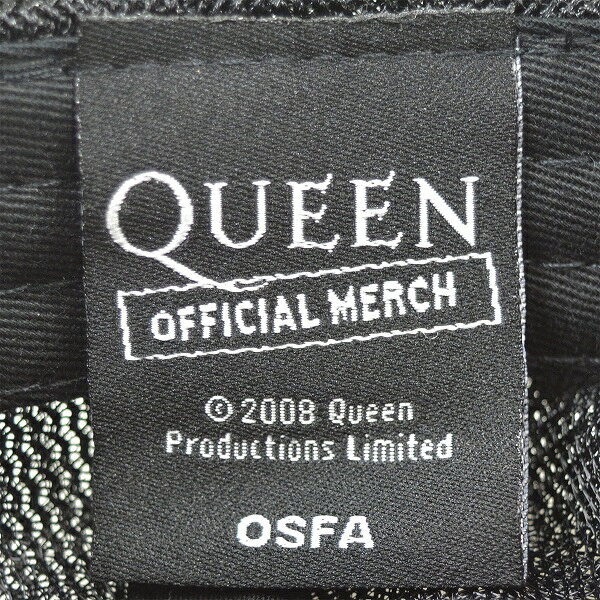 QUEEN
OFFICIAL MERCH
© 2008 Queen
Productions Limited
OSFA